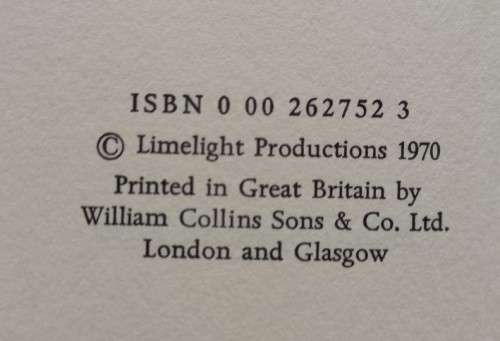 ISBN 0 00 262752 3
© Limelight Productions 1970
Printed in Great Britain by
William Collins Sons & Co. Ltd.
London and Glasgow